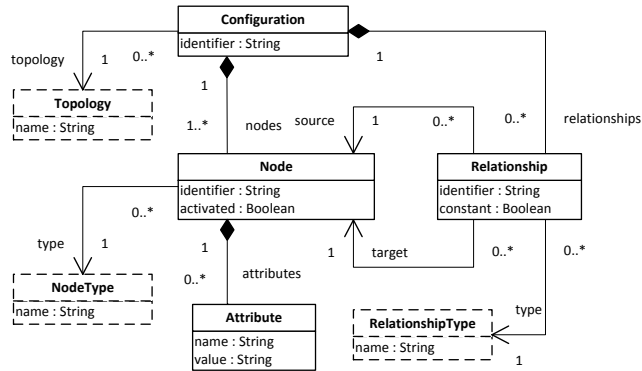 Configuration
identifier : String
topology
1
0..*
1
1
Topology
name : String
1..*
nodes
source
1
0..*
0..*
relationships
Node
identifier : String
activated : Boolean
Relationship
identifier : String
constant : Boolean
0..*
type
1
1
0..*
attributes
1
target
0..*
0..*
NodeType
name : String
Attribute
name : String
value : String
type
RelationshipType
name : String
1